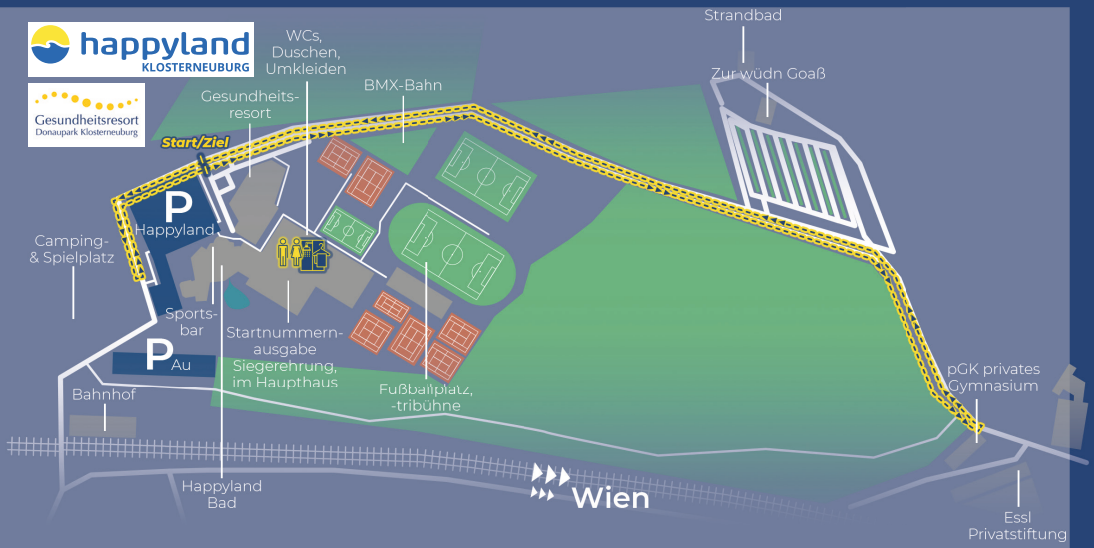 happyland
KLOSTERNEUBURG
Gesundheitsresort
Donaupark Klosterneuburg
Strandbad
Zur wüdn Goaß
WCs,
Duschen,
Umkleiden
BMX-Bahn
Gesundheits-
resort
Start/Ziel
P
Happyland
Camping-
& Spielplatz
Sports-
bar
Startnummern-
ausgabe
Siegerehrung,
im Haupthaus
P Au
Fußballplatz,
-tribühne
pGK privates
Gymnasium
Bahnhof
Happyland
Bad
Wien
Essl
Privatstiftung